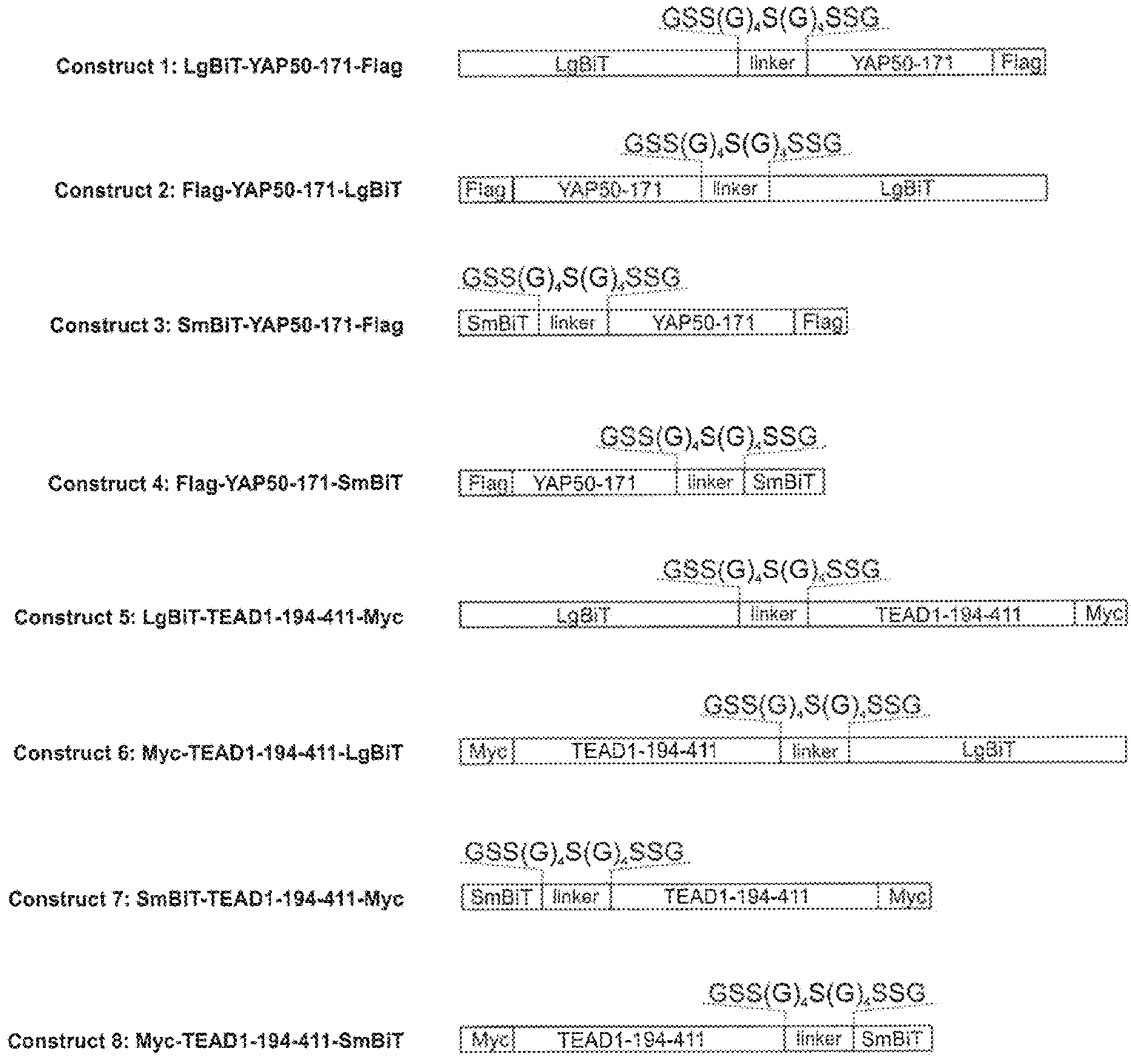 GSS(G)₄S(G)₄SSG
Construct 1: LgBiT-YAP50-171-Flag LgBiT linker YAP50-171 Flag
GSS(G)₄S(G)₄SSG
Construct 2: Flag-YAP50-171-LgBiT Flag YAP50-171 linker LgBiT
GSS(G)₄S(G)₄SSG
Construct 3: SmBiT-YAP50-171-Flag SmBiT linker YAP50-171 Flag
GSS(G)₄S(G)₄SSG
Construct 4: Flag-YAP50-171-SmBiT Flag YAP50-171 linker SmBiT
GSS(G)₄S(G)₄SSG
Construct 5: LgBiT-TEAD1-194-411-Myc LgBiT linker TEAD1-194-411 Myc
GSS(G)₄S(G)₄SSG
Construct 6: Myc-TEAD1-194-411-LgBiT Myc TEAD1-194-411 linker LgBiT
GSS(G)₄S(G)₄SSG
Construct 7: SmBiT-TEAD1-194-411-Myc SmBiT linker TEAD1-194-411 Myc
GSS(G)₄S(G)₄SSG
Construct 8: Myc-TEAD1-194-411-SmBiT Myc TEAD1-194-411 linker SmBiT